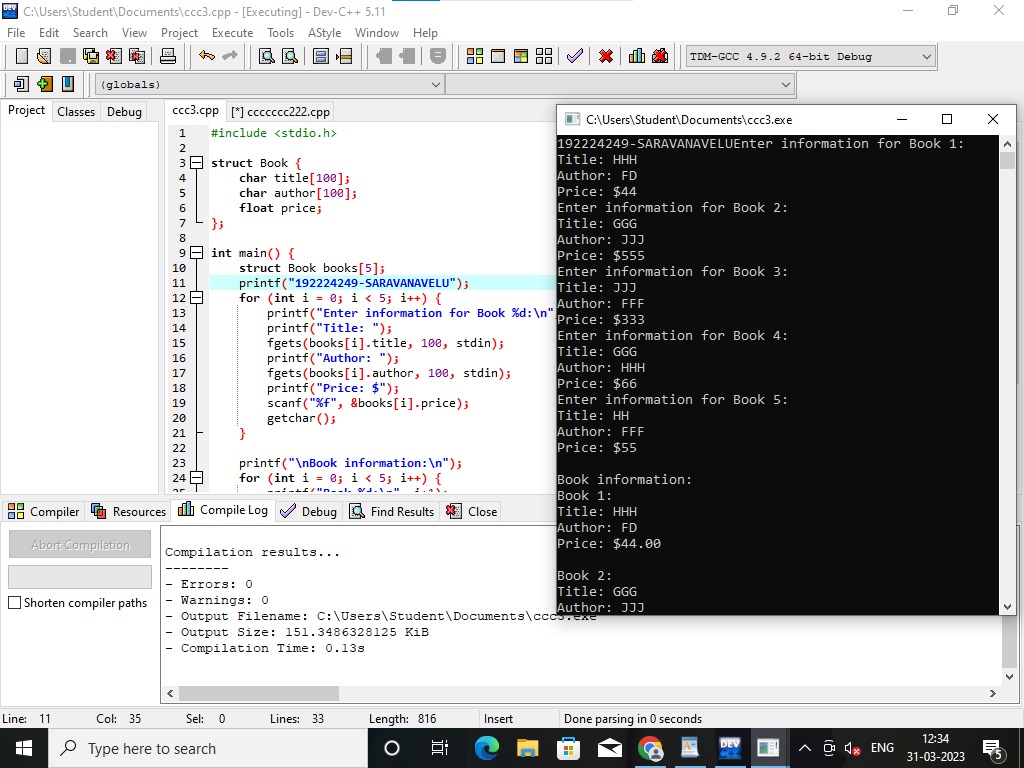 C:\Users\Student\Documents\ccc3.cpp - [Executing] - Dev-C++ 5.11
File Edit Search View Project Execute Tools AStyle Window Help
TDM-GCC 4.9.2 64-bit Debug
(globals)
Project Classes Debug
ccc3.cpp [*] ccccccc222.cpp
1 #include <stdio.h>
2
3 struct Book {
4 char title[100];
5 char author[100];
6 float price;
7 };
8
9 int main() {
10 struct Book books[5];
11 printf("192224249-SARAVANAVELU");
12 for (int i = 0; i < 5; i++) {
13 printf("Enter information for Book %d:\n"
14 printf("Title: ");
15 fgets(books[i].title, 100, stdin);
16 printf("Author: ");
17 fgets(books[i].author, 100, stdin);
18 printf("Price: $");
19 scanf("%f", &books[i].price);
20 getchar();
21 }
22
23 printf("\nBook information:\n");
24 for (int i = 0; i < 5; i++) {
C:\Users\Student\Documents\ccc3.exe
192224249-SARAVANAVELUEnter information for Book 1:
Title: HHH
Author: FD
Price: $44
Enter information for Book 2:
Title: GGG
Author: JJJ
Price: $555
Enter information for Book 3:
Title: JJJ
Author: FFF
Price: $333
Enter information for Book 4:
Title: GGG
Author: HHH
Price: $66
Enter information for Book 5:
Title: HH
Author: FFF
Price: $55
Book information:
Book 1:
Title: HHH
Author: FD
Price: $44.00
Book 2:
Title: GGG
Author: JJJ
Compiler Resources Compile Log Debug Find Results Close
Abort Compilation
Shorten compiler paths
Compilation results...
--------
- Errors: 0
- Warnings: 0
- Output Filename: C:\Users\Student\Documents\ccc3.exe
- Output Size: 151.3486328125 KiB
- Compilation Time: 0.13s
Line: 11 Col: 35 Sel: 0 Lines: 33 Length: 816 Insert Done parsing in 0 seconds
Type here to search
DEV
ENG
12:34
31-03-2023
5